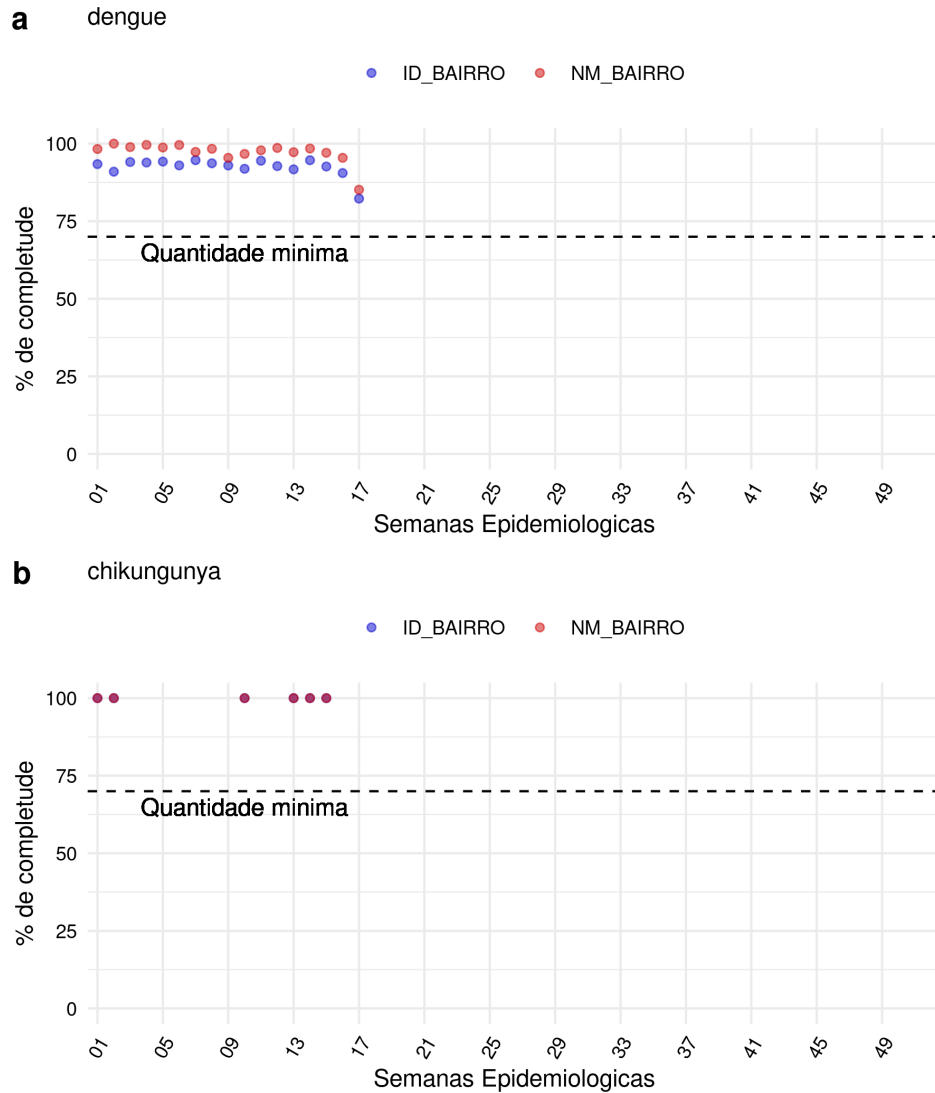 a dengue
ID_BAIRRO NM_BAIRRO
100
75
50
25
0
% de completude
Quantidade minima
01 05 09 13 17 21 25 29 33 37 41 45 49
Semanas Epidemiologicas
b chikungunya
ID_BAIRRO NM_BAIRRO
100
75
50
25
0
% de completude
Quantidade minima
01 05 09 13 17 21 25 29 33 37 41 45 49
Semanas Epidemiologicas